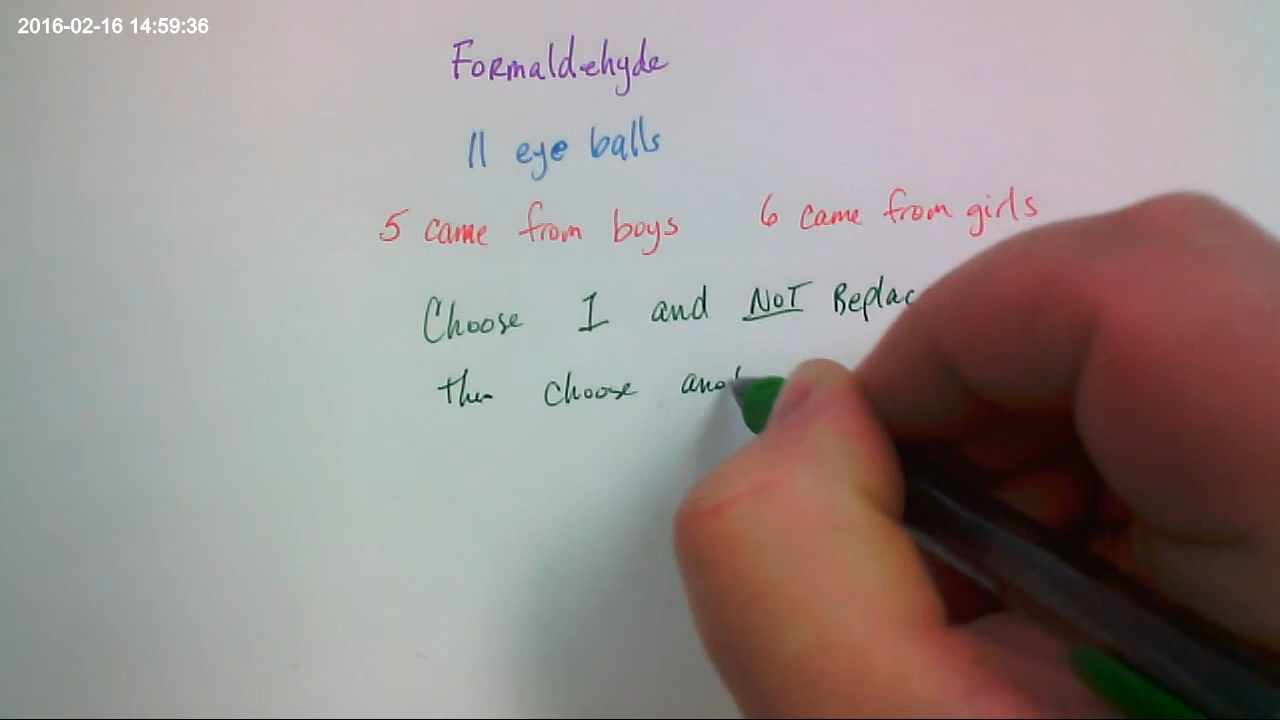 2016-02-16 14:59:36
Formaldehyde
11 eye balls
5 came from boys 6 came from girls
Choose 1 and NOT Replac
then choose anot